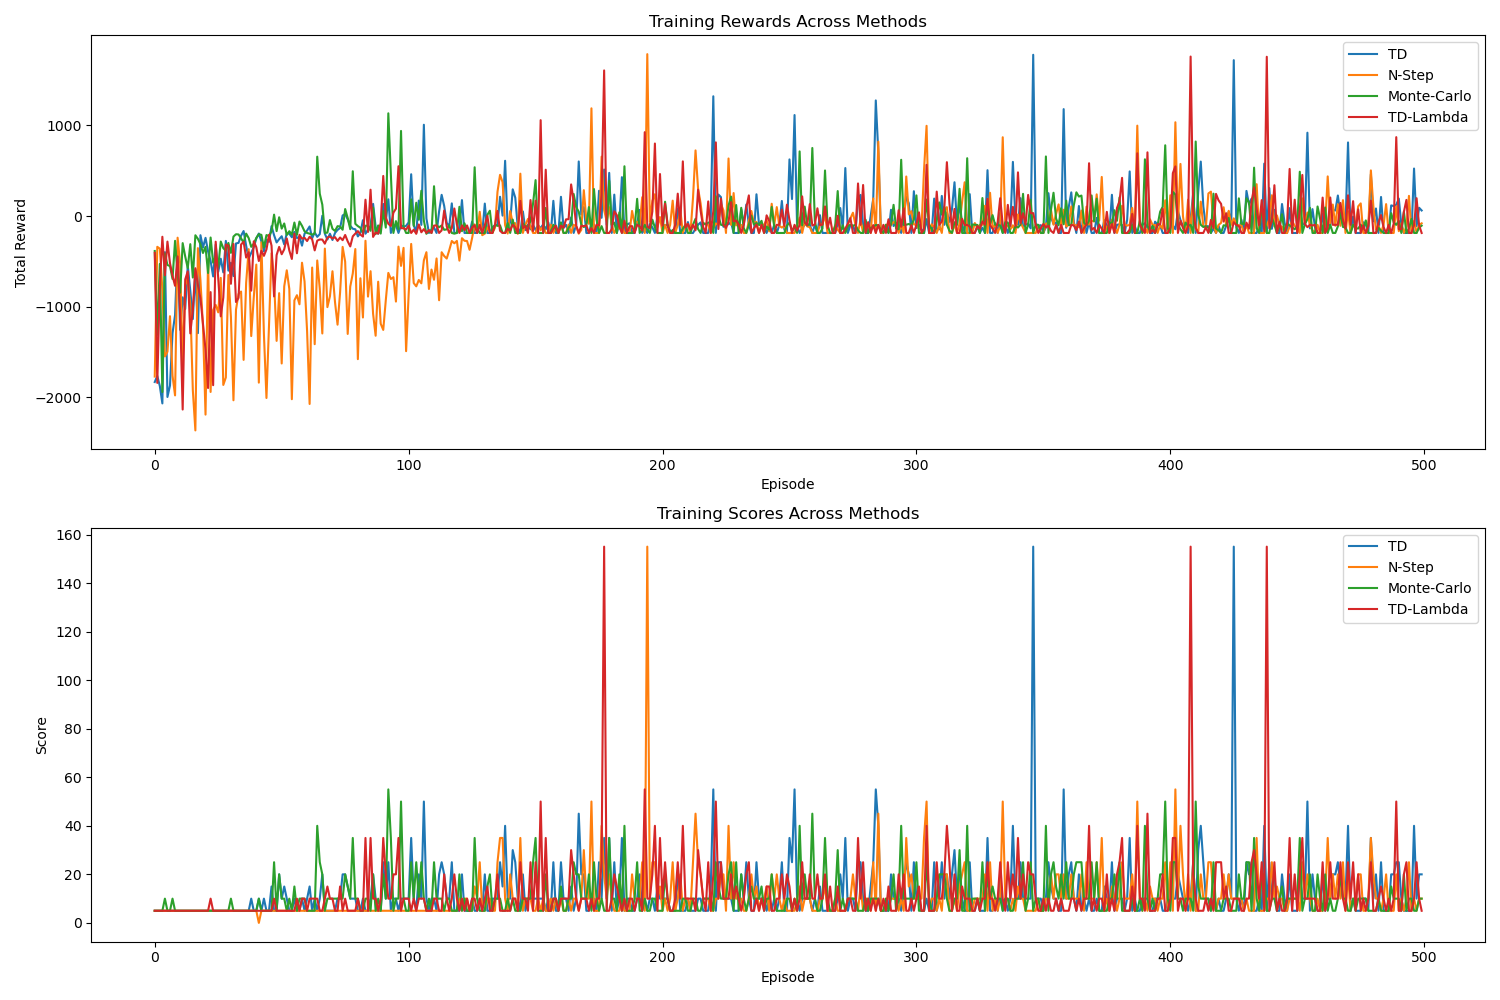 Training Rewards Across Methods
Total Reward
1000
0
−1000
−2000
0 100 200 300 400 500
Episode
TD
N-Step
Monte-Carlo
TD-Lambda
Training Scores Across Methods
Score
160
140
120
100
80
60
40
20
0
0 100 200 300 400 500
Episode
TD
N-Step
Monte-Carlo
TD-Lambda